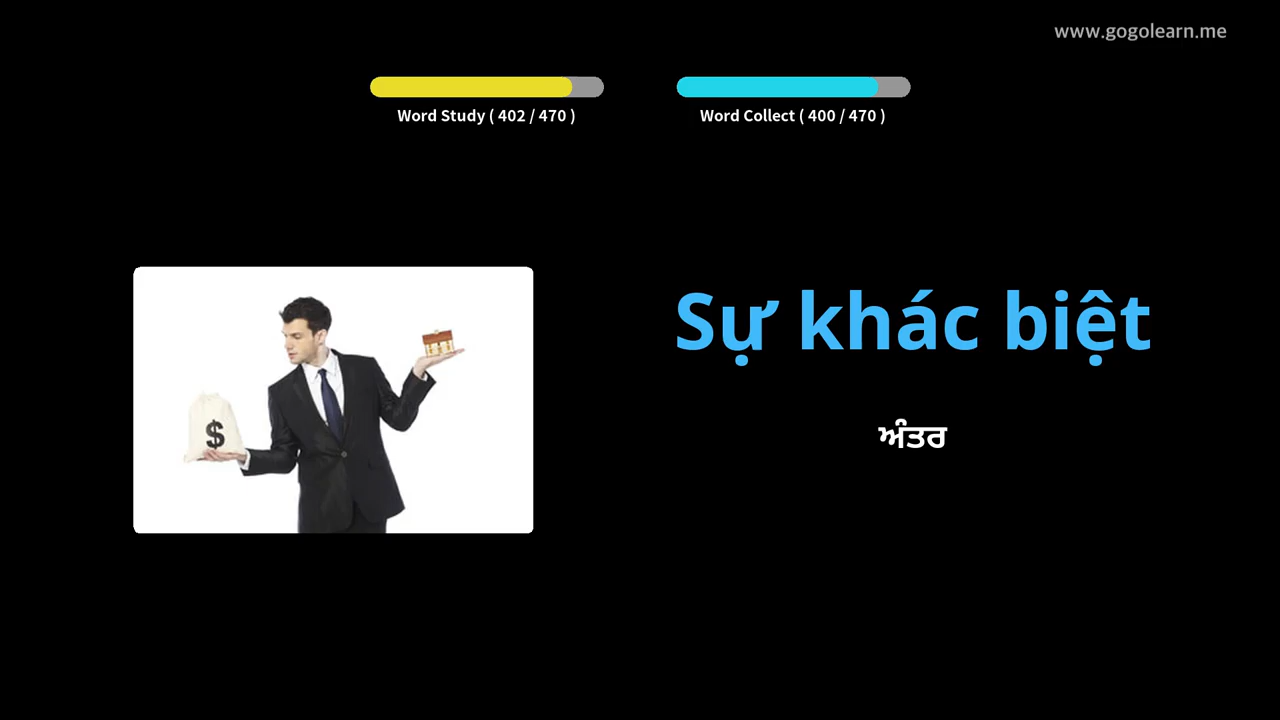 www.gogolearn.me
Word Study ( 402 / 470 )
Word Collect ( 400 / 470 )
$
Sự khác biệt
ਅੰਤਰ